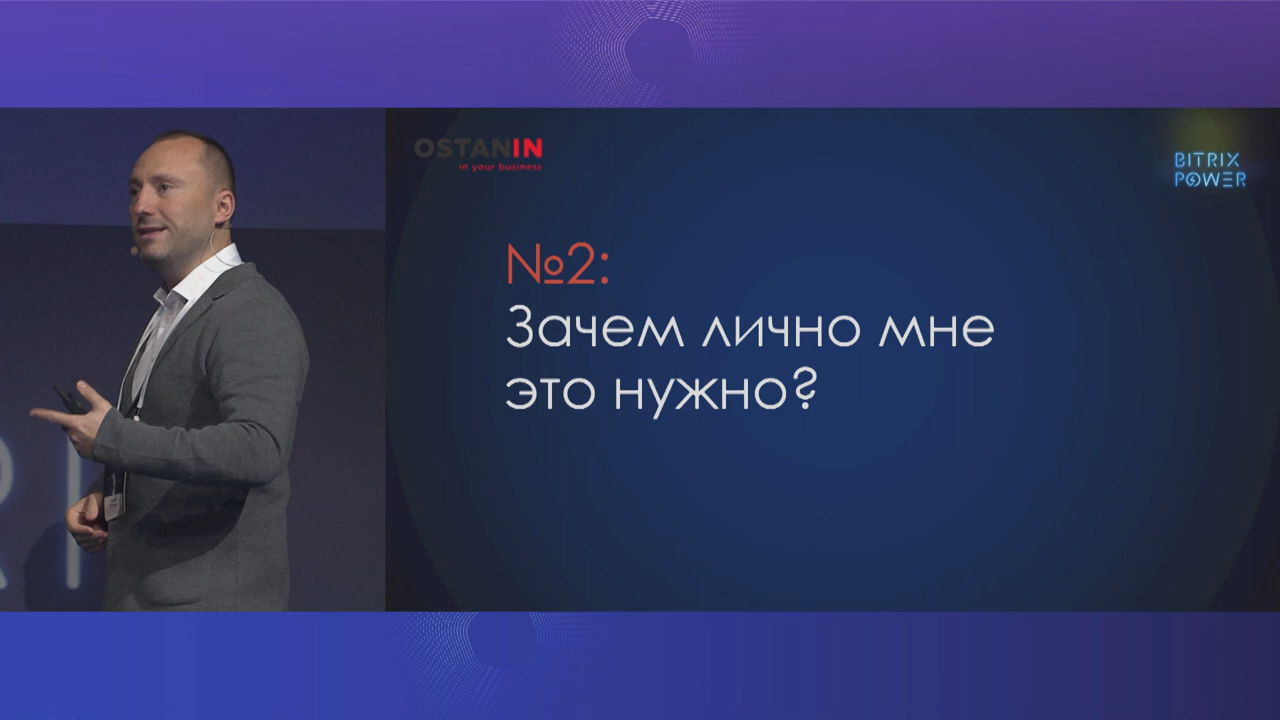 OSTANIN
in your business
BITRIX
POWER
№2:
Зачем лично мне
это нужно?